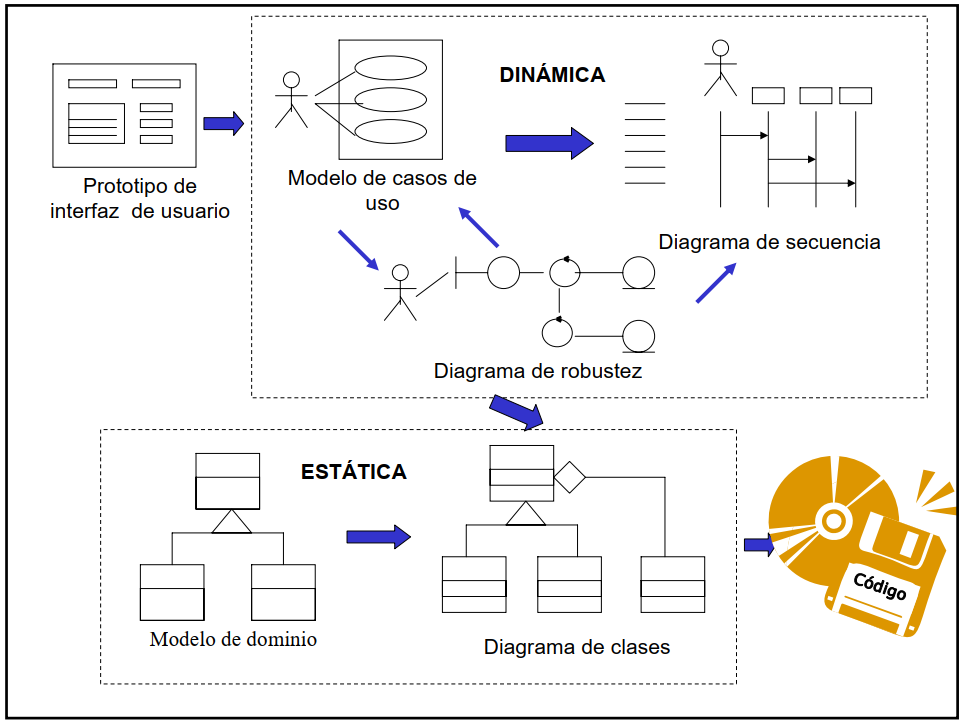 DINÁMICA
Prototipo de
interfaz de usuario
Modelo de casos de
uso
Diagrama de secuencia
Diagrama de robustez
ESTÁTICA
Modelo de dominio
Diagrama de clases
Código